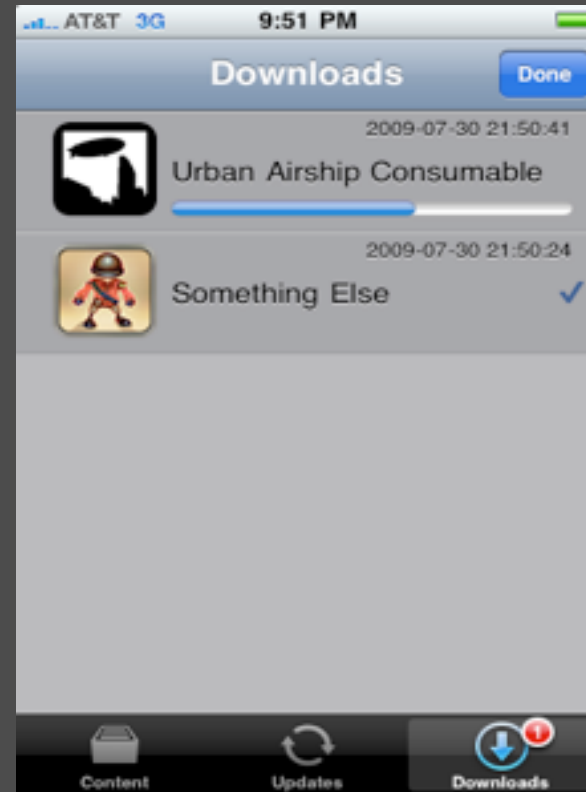 AT&T 3G 9:51 PM
Downloads Done
2009-07-30 21:50:41
Urban Airship Consumable
2009-07-30 21:50:24
Something Else
1
Content Updates Downloads